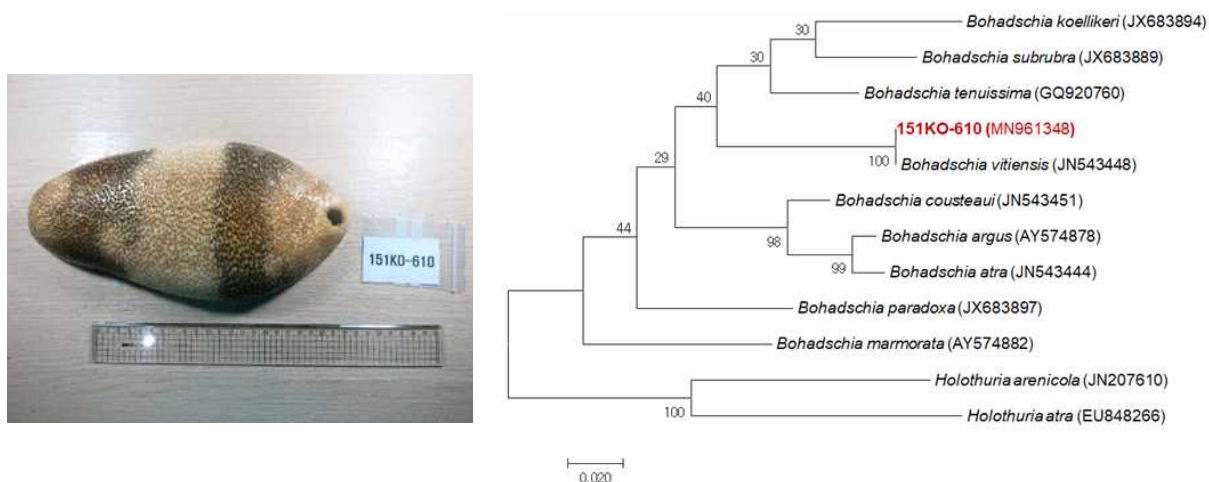 151KO-610
Bohadschia koellikeri (JX683894)
30
Bohadschia subrubra (JX683889)
30
Bohadschia tenuissima (GQ920760)
40
151KO-610 (MN961348)
100
Bohadschia vitiensis (JN543448)
29
Bohadschia cousteaui (JN543451)
98
Bohadschia argus (AY574878)
99
Bohadschia atra (JN543444)
44
Bohadschia paradoxa (JX683897)
Bohadschia marmorata (AY574882)
Holothuria arenicola (JN207610)
100
Holothuria atra (EU848266)
0.020